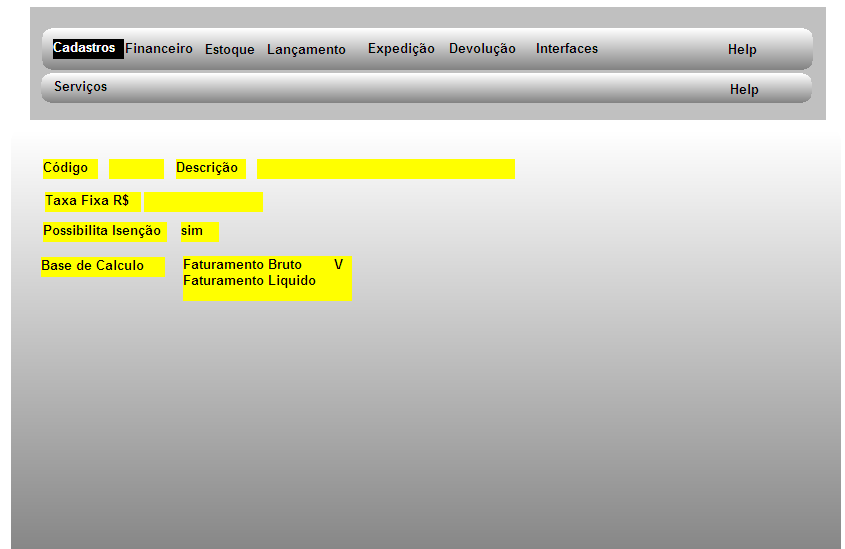 Cadastros Financeiro Estoque Lançamento Expedição Devolução Interfaces Help
Serviços Help
Código Descrição
Taxa Fixa R$
Possibilita Isenção sim
Base de Calculo Faturamento Bruto V
Faturamento Liquido